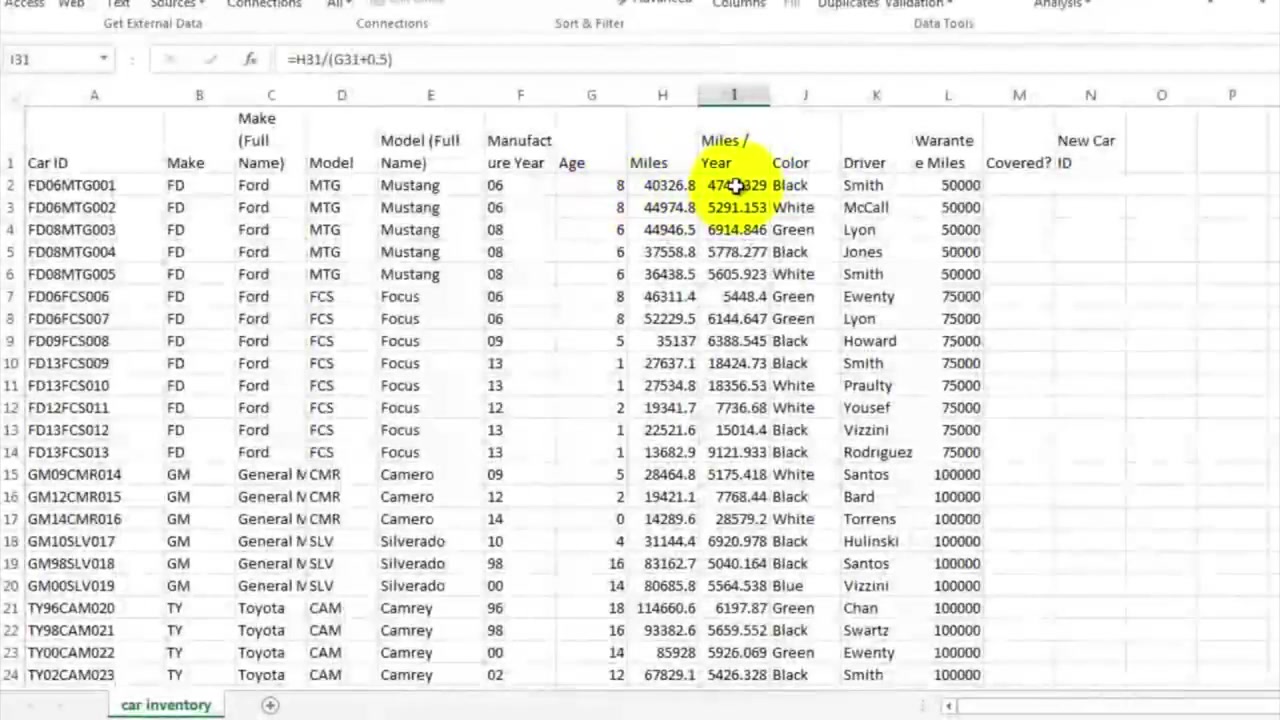 Access Web Text Sources Connections All
Advanced
Columns Fill Duplicates Validation Analysis
Get External Data Connections Sort & Filter Data Tools
I31 fx =H31/(G31+0.5)
A B C D E F G H I J K L M N O P
Make
(Full Model (Full Manufact Miles / Warante New Car
1 Car ID Make Name) Model Name) ure Year Age Miles Year Color Driver e Miles Covered? ID
2 FD06MTG001 FD Ford MTG Mustang 06 8 40326.8 Black Smith 50000
3 FD06MTG002 FD Ford MTG Mustang 06 8 44974.8 5291.153 White McCall 50000
4 FD08MTG003 FD Ford MTG Mustang 08 6 44946.5 6914.846 Green Lyon 50000
5 FD08MTG004 FD Ford MTG Mustang 08 6 37558.8 5778.277 Black Jones 50000
6 FD08MTG005 FD Ford MTG Mustang 08 6 36438.5 5605.923 White Smith 50000
7 FD06FCS006 FD Ford FCS Focus 06 8 46311.4 5448.4 Green Ewenty 75000
8 FD06FCS007 FD Ford FCS Focus 06 8 52229.5 6144.647 Green Lyon 75000
9 FD09FCS008 FD Ford FCS Focus 09 5 35137 6388.545 Black Howard 75000
10 FD13FCS009 FD Ford FCS Focus 13 1 27637.1 18424.73 Black Smith 75000
11 FD13FCS010 FD Ford FCS Focus 13 1 27534.8 18356.53 White Praulty 75000
12 FD12FCS011 FD Ford FCS Focus 12 2 19341.7 7736.68 White Yousef 75000
13 FD13FCS012 FD Ford FCS Focus 13 1 22521.6 15014.4 Black Vizzini 75000
14 FD13FCS013 FD Ford FCS Focus 13 1 13682.9 9121.933 Black Rodriguez 75000
15 GM09CMR014 GM General M CMR Camero 09 5 28464.8 5175.418 White Santos 100000
16 GM12CMR015 GM General M CMR Camero 12 2 19421.1 7768.44 Black Bard 100000
17 GM14CMR016 GM General M CMR Camero 14 0 14289.6 28579.2 White Torrens 100000
18 GM10SLV017 GM General M SLV Silverado 10 4 31144.4 6920.978 Black Hulinski 100000
19 GM98SLV018 GM General M SLV Silverado 98 16 83162.7 5040.164 Black Santos 100000
20 GM00SLV019 GM General M SLV Silverado 00 14 80685.8 5564.538 Blue Vizzini 100000
21 TY96CAM020 TY Toyota CAM Camrey 96 18 114660.6 6197.87 Green Chan 100000
22 TY98CAM021 TY Toyota CAM Camrey 98 16 93382.6 5659.552 Black Swartz 100000
23 TY00CAM022 TY Toyota CAM Camrey 00 14 85928 5926.069 Green Ewenty 100000
24 TY02CAM023 TY Toyota CAM Camrey 02 12 67829.1 5426.328 Black Smith 100000
car inventory